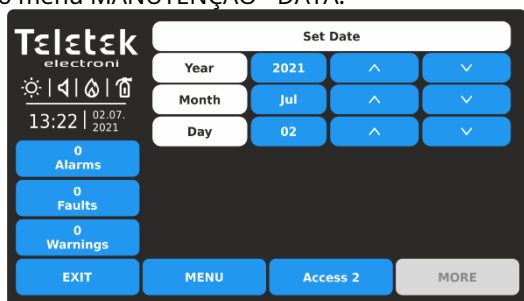 o menu MANUTENÇÃO - DATA.
Teletek
electroni
13:22 | 02.07.
2021
0
Alarms
0
Faults
0
Warnings
EXIT
Set Date
Year 2021
Month Jul
Day 02
MENU Access 2 MORE